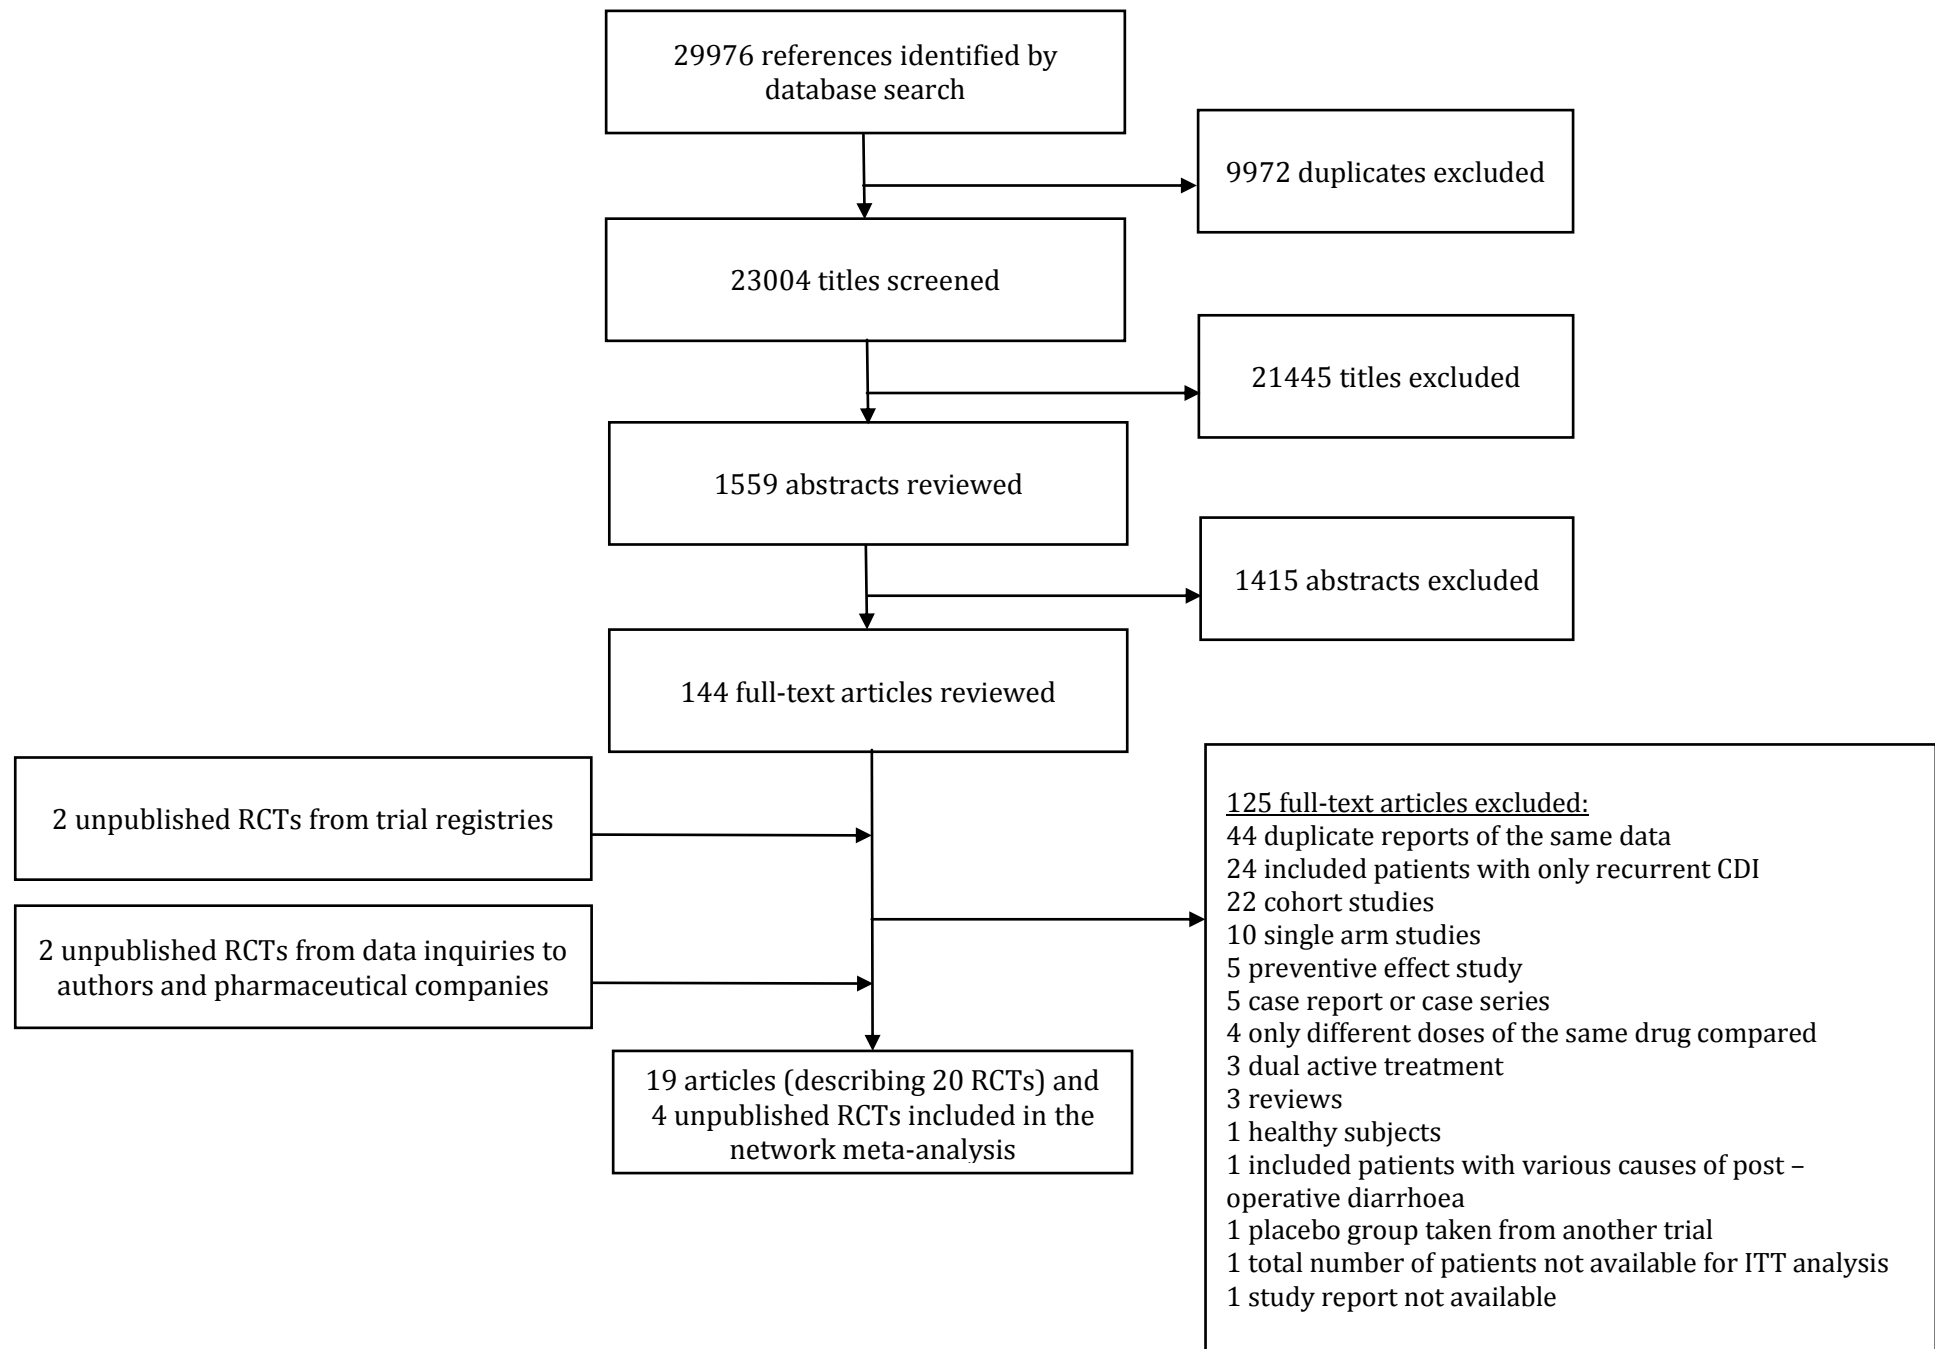 29976 references identified by
database search
9972 duplicates excluded
23004 titles screened
21445 titles excluded
1559 abstracts reviewed
1415 abstracts excluded
144 full-text articles reviewed
2 unpublished RCTs from trial registries
2 unpublished RCTs from data inquiries to
authors and pharmaceutical companies
125 full-text articles excluded:
44 duplicate reports of the same data
24 included patients with only recurrent CDI
22 cohort studies
10 single arm studies
5 preventive effect study
5 case report or case series
4 only different doses of the same drug compared
3 dual active treatment
3 reviews
1 healthy subjects
1 included patients with various causes of post –
operative diarrhoea
1 placebo group taken from another trial
1 total number of patients not available for ITT analysis
1 study report not available
19 articles (describing 20 RCTs) and
4 unpublished RCTs included in the
network meta-analysis